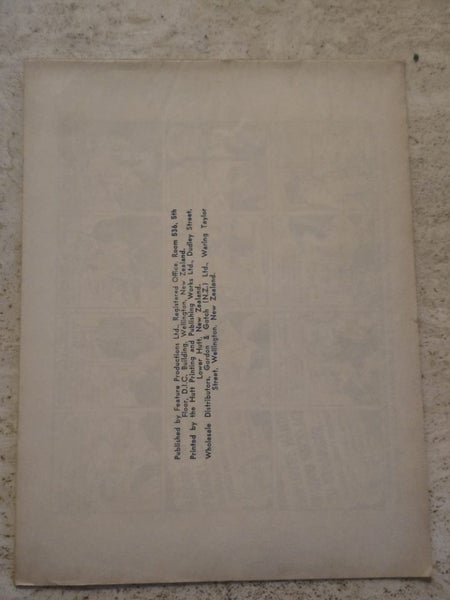 Published by Feature Productions Ltd., Registered Office, Room 536, 5th
Floor, D.I.C. Building, Wellington, New Zealand.
Printed by the Hutt Printing and Publishing Works Ltd., Dudley Street,
Lower Hutt, New Zealand.
Wholesale Distributors, Gordon & Gotch (N.Z.) Ltd., Waring Taylor
Street, Wellington, New Zealand.